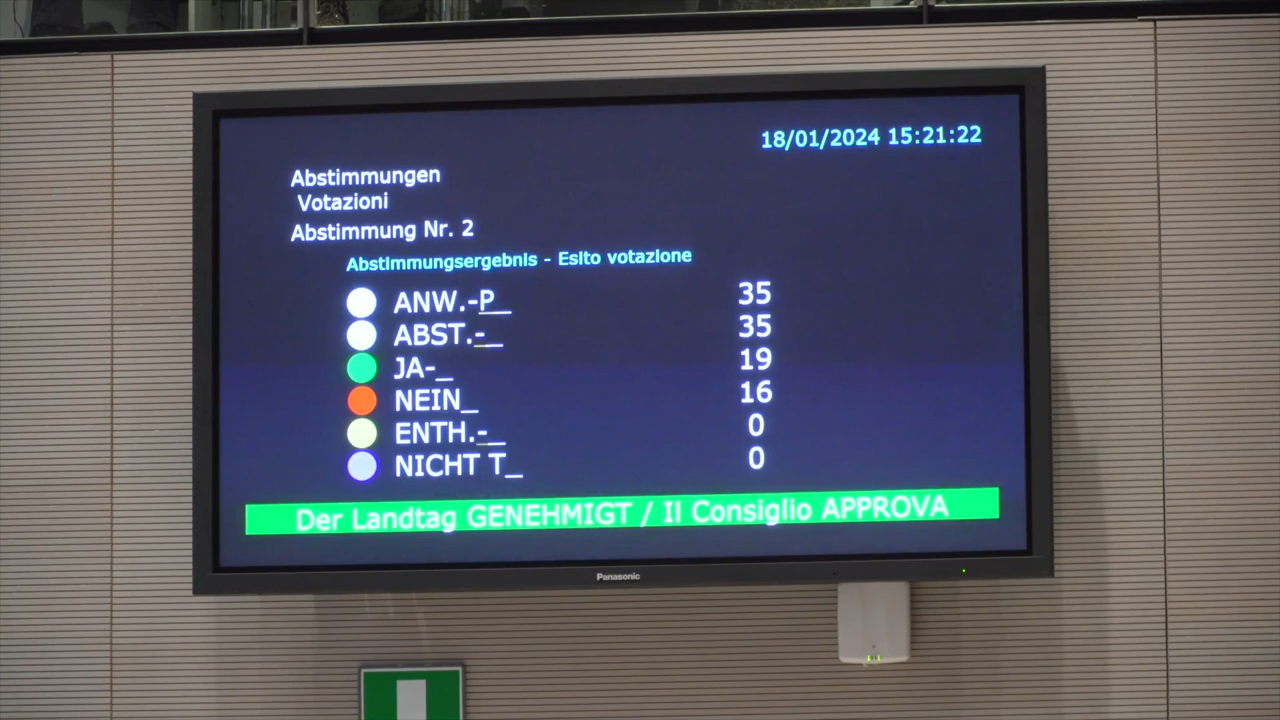 18/01/2024 15:21:22
Abstimmungen
Votazioni
Abstimmung Nr. 2
Abstimmungsergebnis - Esito votazione
ANW.-P_ 35
ABST.-_ 35
JA-_ 19
NEIN_ 16
ENTH.-_ 0
NICHT T_ 0
Der Landtag GENEHMIGT / Il Consiglio APPROVA
Panasonic